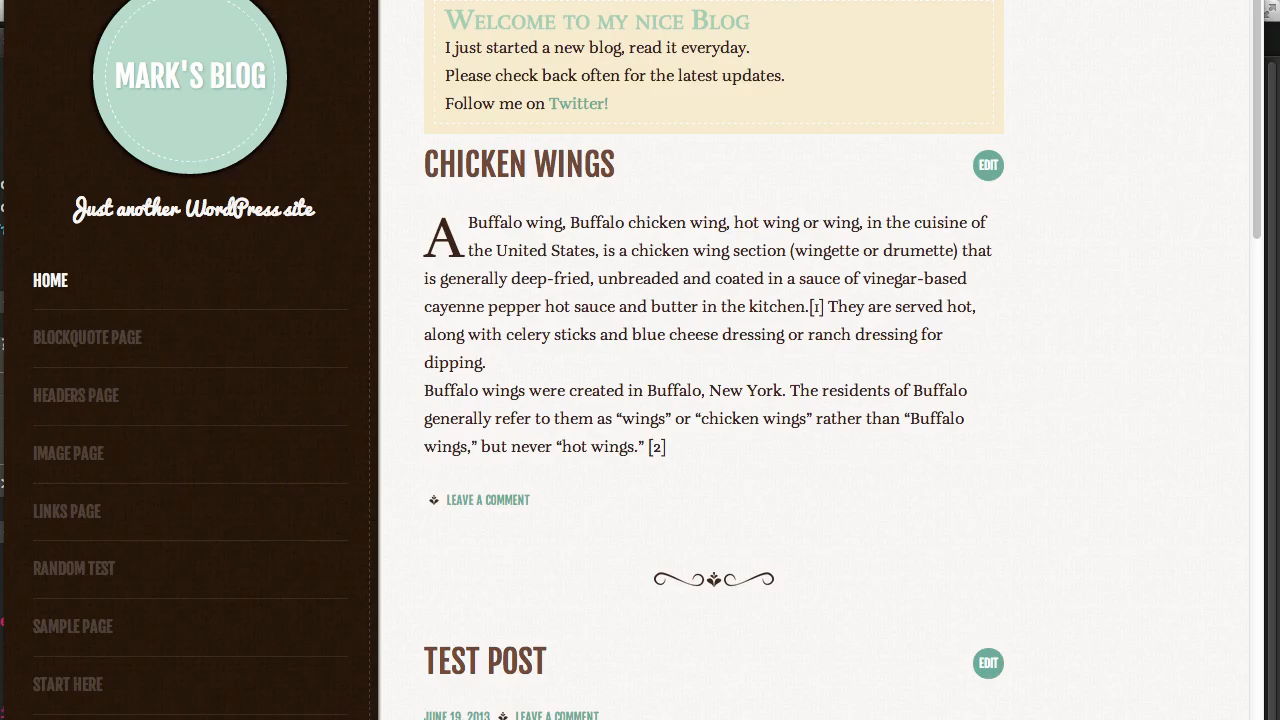 MARK'S BLOG
Just another WordPress site
HOME
BLOCKQUOTE PAGE
HEADERS PAGE
IMAGE PAGE
LINKS PAGE
RANDOM TEST
SAMPLE PAGE
START HERE
Welcome to my nice Blog
I just started a new blog, read it everyday.
Please check back often for the latest updates.
Follow me on Twitter!
CHICKEN WINGS
EDIT
A Buffalo wing, Buffalo chicken wing, hot wing or wing, in the cuisine of
the United States, is a chicken wing section (wingette or drumette) that
is generally deep-fried, unbreaded and coated in a sauce of vinegar-based
cayenne pepper hot sauce and butter in the kitchen.[1] They are served hot,
along with celery sticks and blue cheese dressing or ranch dressing for
dipping.
Buffalo wings were created in Buffalo, New York. The residents of Buffalo
generally refer to them as “wings” or “chicken wings” rather than “Buffalo
wings,” but never “hot wings.” [2]
LEAVE A COMMENT
TEST POST
EDIT
JUNE 19, 2013 LEAVE A COMMENT